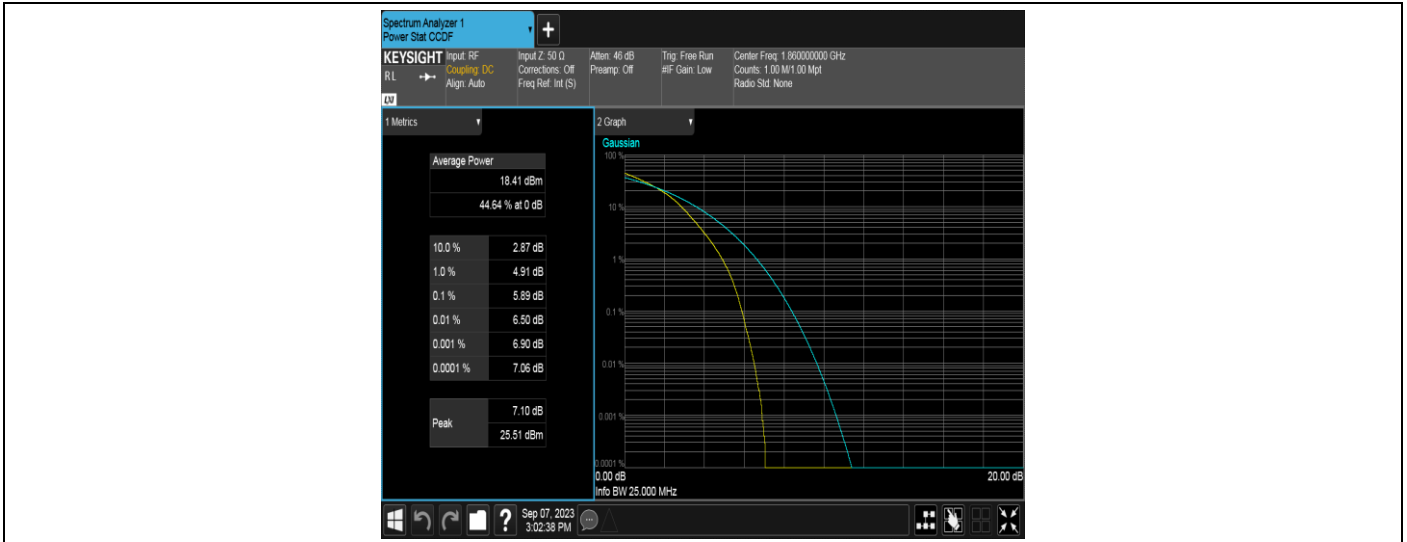 Spectrum Analyzer 1
Power Stat CCDF
KEYSIGHT
RL
LXI
Input: RF
Coupling: DC
Align: Auto
Input Z: 50 Ω
Corrections: Off
Freq Ref: Int (S)
Atten: 46 dB
Preamp: Off
Trig: Free Run
#IF Gain: Low
Center Freq: 1.860000000 GHz
Counts: 1.00 M/1.00 Mpt
Radio Std: None
1 Metrics
Average Power
18.41 dBm
44.64 % at 0 dB
10.0 % 2.87 dB
1.0 % 4.91 dB
0.1 % 5.89 dB
0.01 % 6.50 dB
0.001 % 6.90 dB
0.0001 % 7.06 dB
Peak
7.10 dB
25.51 dBm
2 Graph
Gaussian
100 %
10 %
1 %
0.1 %
0.01 %
0.001 %
0.0001 %
0.00 dB 20.00 dB
Info BW 25.000 MHz
?
Sep 07, 2023
3:02:38 PM